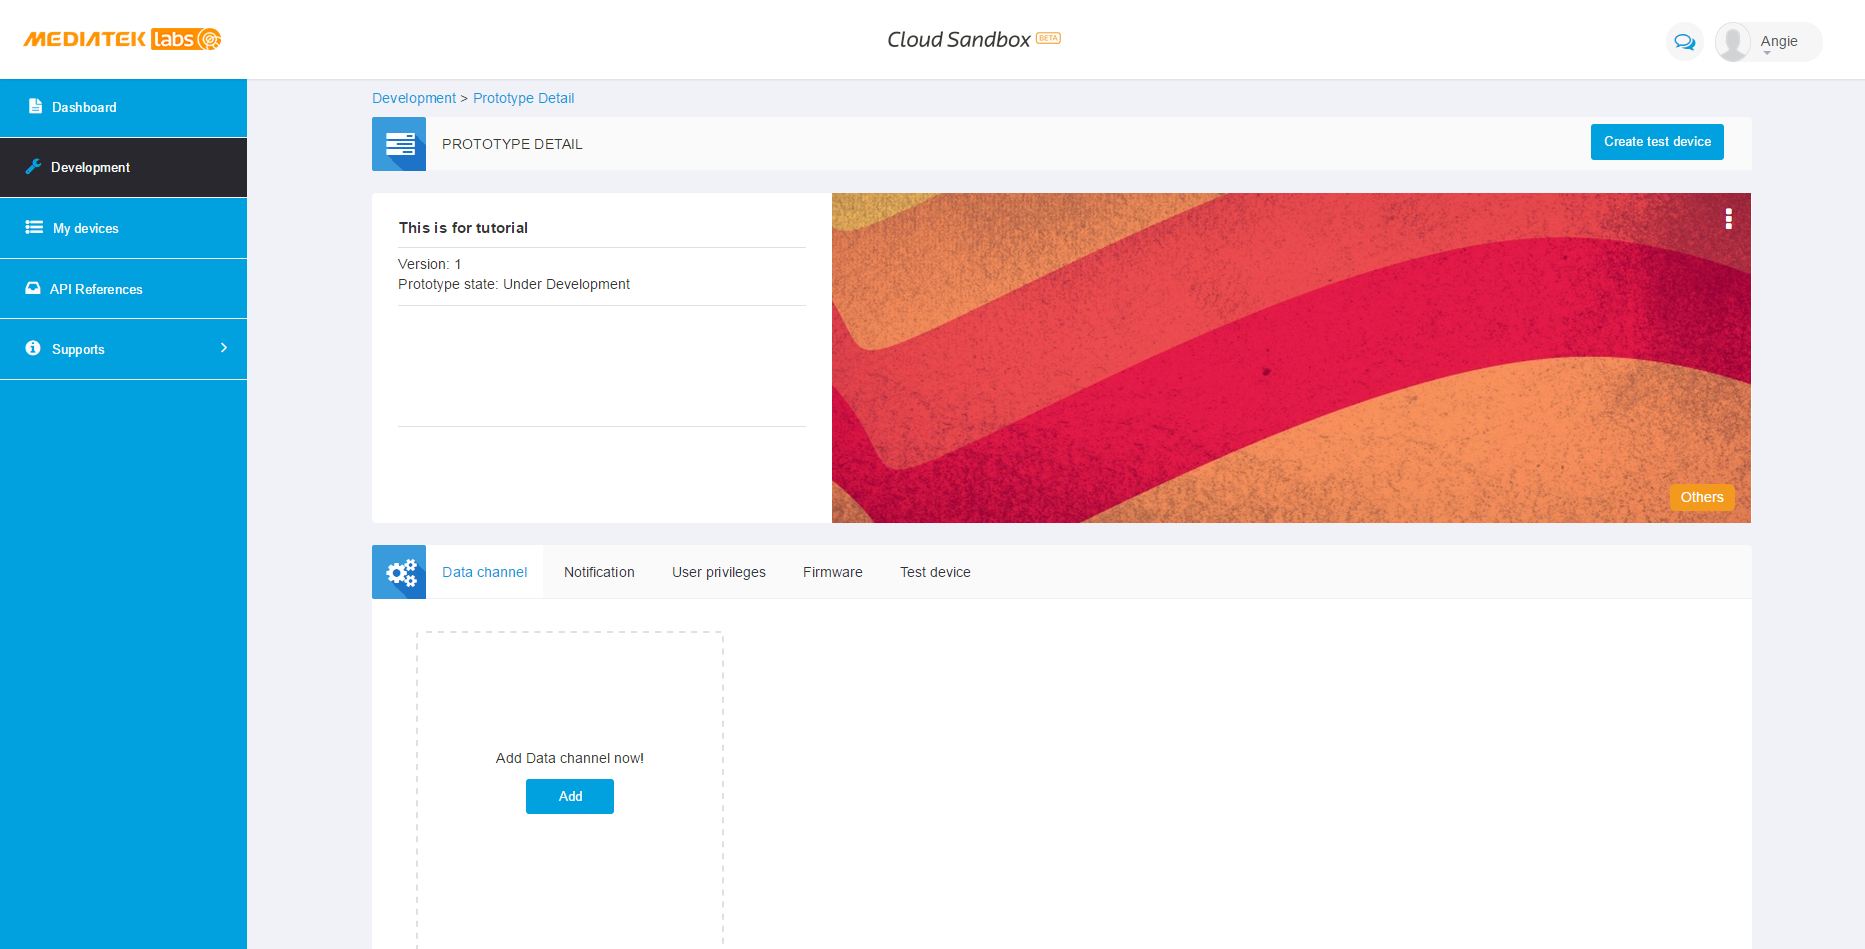 MEDIATEK labs
Cloud Sandbox BETA
Angie
Dashboard
Development
My devices
API References
Supports
Development > Prototype Detail
PROTOTYPE DETAIL
Create test device
This is for tutorial
Version: 1
Prototype state: Under Development
Others
Data channel
Notification
User privileges
Firmware
Test device
Add Data channel now!
Add